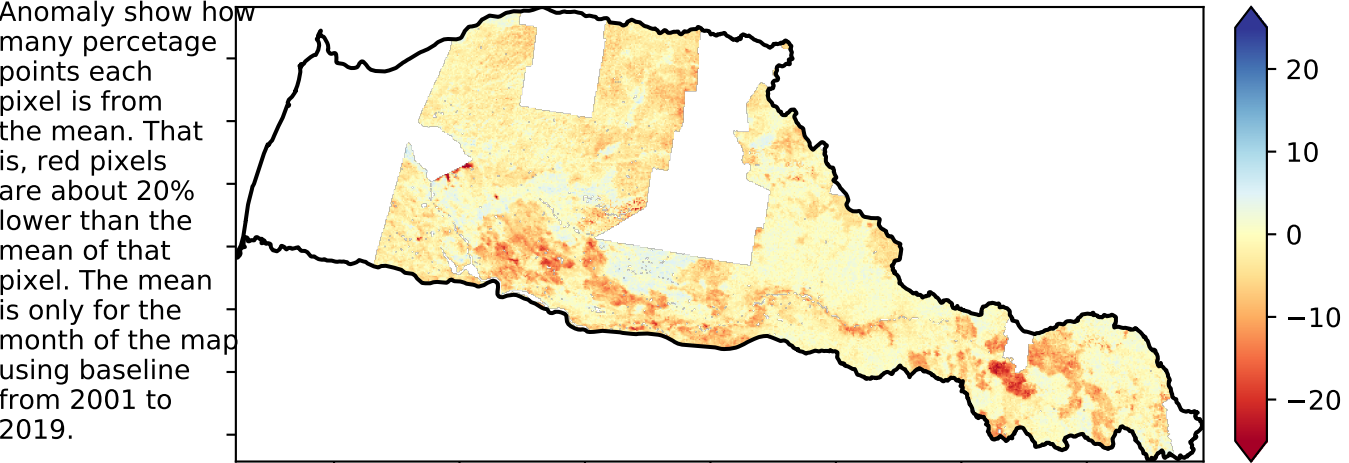 Anomaly show how
many percetage
points each
pixel is from
the mean. That
is, red pixels
are about 20%
lower than the
mean of that
pixel. The mean
is only for the
month of the map
using baseline
from 2001 to
2019.
20
10
0
−10
−20